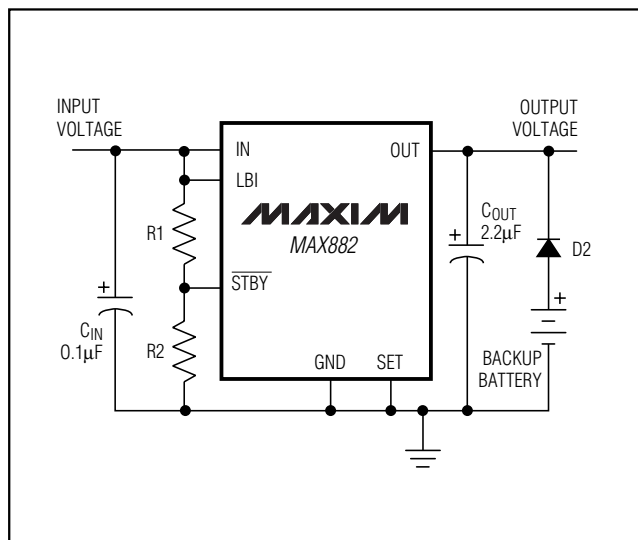 INPUT
VOLTAGE
OUTPUT
VOLTAGE
IN
OUT
LBI
MAXIM
MAX882
R1
COUT
2.2µF
D2
STBY
CIN
0.1µF
R2
GND
SET
BACKUP
BATTERY
+
+
+